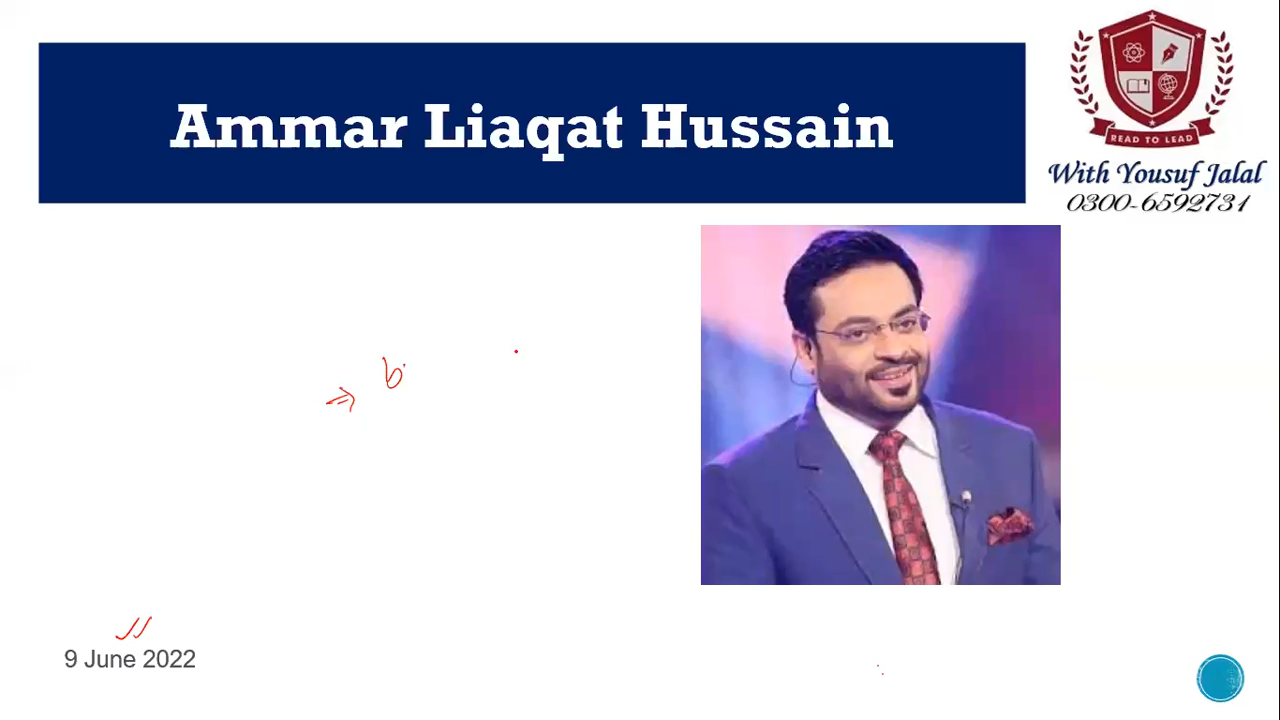 Ammar Liaqat Hussain
READ TO LEAD
With Yousuf Jalal
0300-6592731
b
9 June 2022